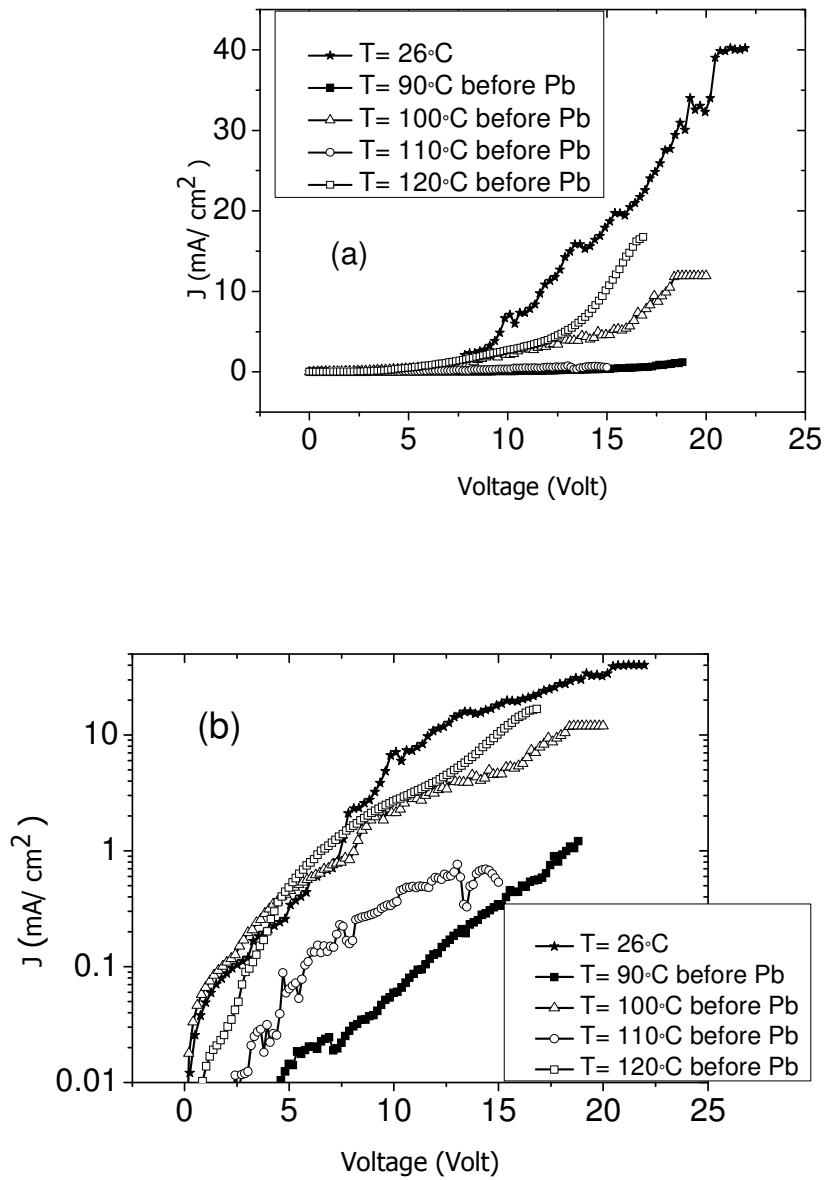 40
30
20
10
0
J (mA/ cm²)
T= 26°C
T= 90°C before Pb
T= 100°C before Pb
T= 110°C before Pb
T= 120°C before Pb
(a)
0 5 10 15 20 25
Voltage (Volt)
(b)
10
1
0.1
0.01
J (mA/ cm²)
T= 26°C
T= 90°C before Pb
T= 100°C before Pb
T= 110°C before Pb
T= 120°C before Pb
0 5 10 15 20 25
Voltage (Volt)